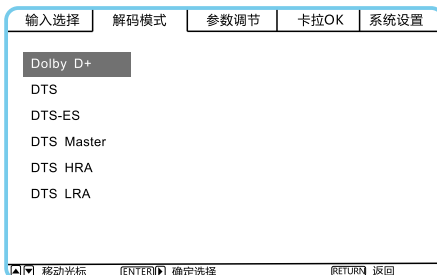 输入选择 解码模式 参数调节 卡拉OK 系统设置
Dolby D+
DTS
DTS-ES
DTS Master
DTS HRA
DTS LRA
▲▼ 移动光标 ENTER▶ 确定选择 RETURN 返回